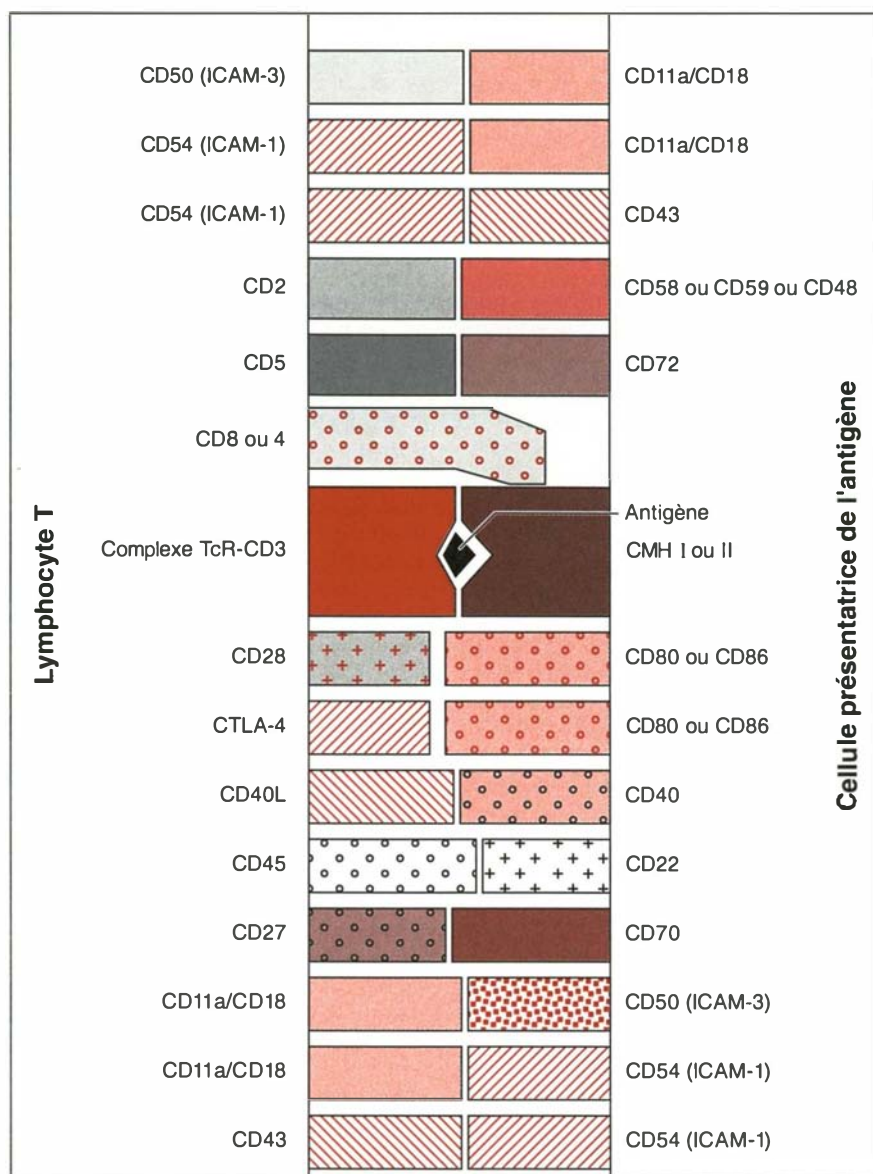 CD50 (ICAM-3) CD11a/CD18
CD54 (ICAM-1) CD11a/CD18
CD54 (ICAM-1) CD43
CD2 CD58 ou CD59 ou CD48
CD5 CD72
CD8 ou 4
Antigène
Complexe TcR-CD3 CMH I ou II
CD28 CD80 ou CD86
CTLA-4 CD80 ou CD86
CD40L CD40
CD45 CD22
CD27 CD70
CD11a/CD18 CD50 (ICAM-3)
CD11a/CD18 CD54 (ICAM-1)
CD43 CD54 (ICAM-1)
Lymphocyte T
Cellule présentatrice de l'antigène